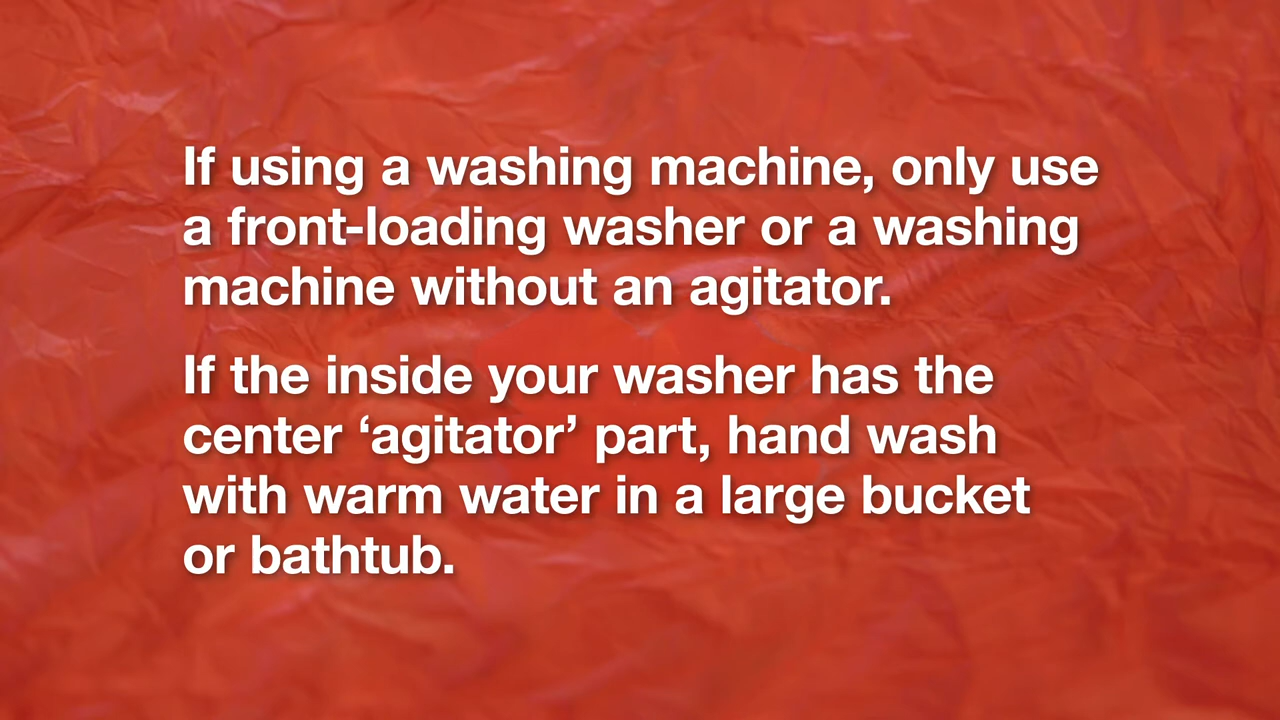 If using a washing machine, only use
a front-loading washer or a washing
machine without an agitator.
If the inside your washer has the
center ‘agitator’ part, hand wash
with warm water in a large bucket
or bathtub.